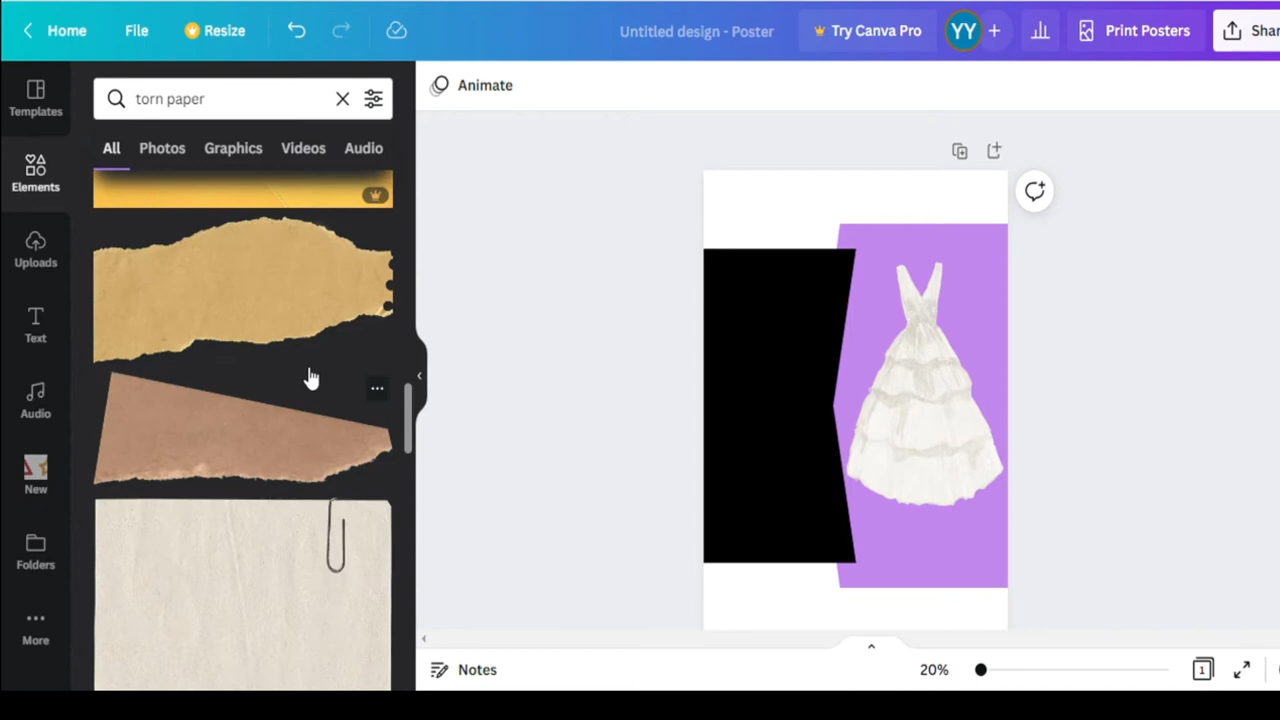 Home File Resize Untitled design - Poster Try Canva Pro YY + Print Posters Shar
Templates
torn paper
Animate
All Photos Graphics Videos Audio
Elements
Uploads
Text
Audio
New
Folders
More
Notes 20% 1